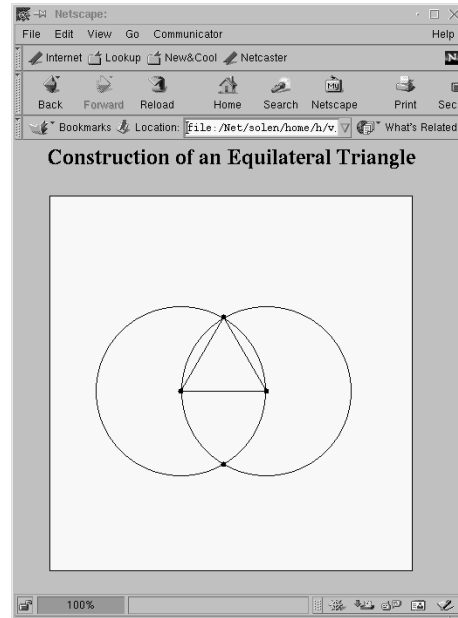 Netscape:
File Edit View Go Communicator Help
Internet Lookup New&Cool Netcaster N
Back Forward Reload Home Search Netscape Print Sec
Bookmarks Location: file:/Net/solen/home/h/v. What's Related
Construction of an Equilateral Triangle
100%